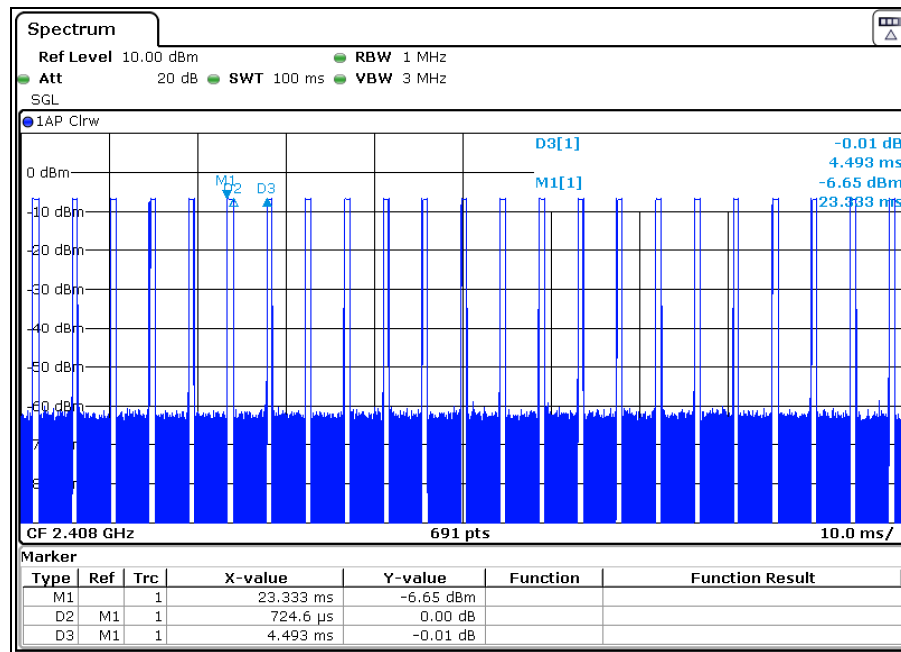 Spectrum
Ref Level 10.00 dBm RBW 1 MHz
Att 20 dB SWT 100 ms VBW 3 MHz
SGL
1AP Clrw
D3[1] -0.01 dB
4.493 ms
M1[1] -6.65 dBm
23.333 ms
0 dBm
M1 D2 D3
-10 dBm
-20 dBm
-30 dBm
-40 dBm
-50 dBm
-60 dBm
CF 2.408 GHz 691 pts 10.0 ms/
Marker
Type Ref Trc X-value Y-value Function Function Result
M1 1 23.333 ms -6.65 dBm
D2 M1 1 724.6 µs 0.00 dB
D3 M1 1 4.493 ms -0.01 dB